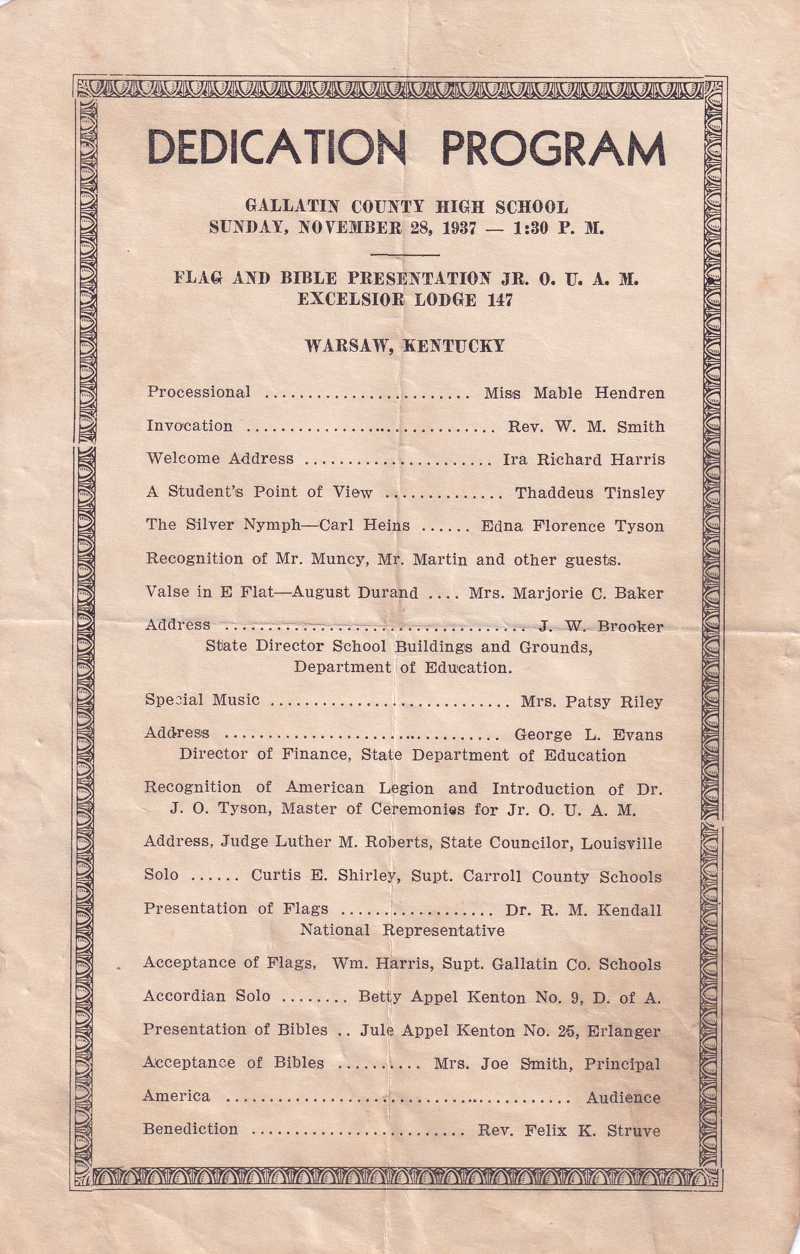 DEDICATION PROGRAM
GALLATIN COUNTY HIGH SCHOOL
SUNDAY, NOVEMBER 28, 1937 — 1:30 P. M.
FLAG AND BIBLE PRESENTATION JR. O. U. A. M.
EXCELSIOR LODGE 147
WARSAW, KENTUCKY
Processional ........................ Miss Mable Hendren
Invocation ............................. Rev. W. M. Smith
Welcome Address ...................... Ira Richard Harris
A Student's Point of View .............. Thaddeus Tinsley
The Silver Nymph—Carl Heins ...... Edna Florence Tyson
Recognition of Mr. Muncy, Mr. Martin and other guests.
Valse in E Flat—August Durand .... Mrs. Marjorie C. Baker
Address ................................... J. W. Brooker
State Director School Buildings and Grounds,
Department of Education.
Special Music ............................ Mrs. Patsy Riley
Address ................................ George L. Evans
Director of Finance, State Department of Education
Recognition of American Legion and Introduction of Dr.
J. O. Tyson, Master of Ceremonies for Jr. O. U. A. M.
Address, Judge Luther M. Roberts, State Councilor, Louisville
Solo ...... Curtis E. Shirley, Supt. Carroll County Schools
Presentation of Flags .................. Dr. R. M. Kendall
National Representative
Acceptance of Flags, Wm. Harris, Supt. Gallatin Co. Schools
Accordian Solo ........ Betty Appel Kenton No. 9, D. of A.
Presentation of Bibles .. Jule Appel Kenton No. 25, Erlanger
Acceptance of Bibles .......... Mrs. Joe Smith, Principal
America ........................................ Audience
Benediction ......................... Rev. Felix K. Struve